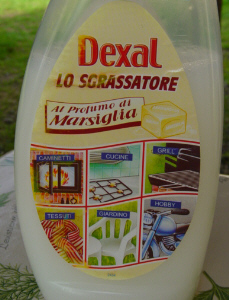 Dexal
LO SGRASSATORE
Al Profumo di
Marsiglia
CAMINETTI CUCINE GRILL
TESSUTI GIARDINO HOBBY